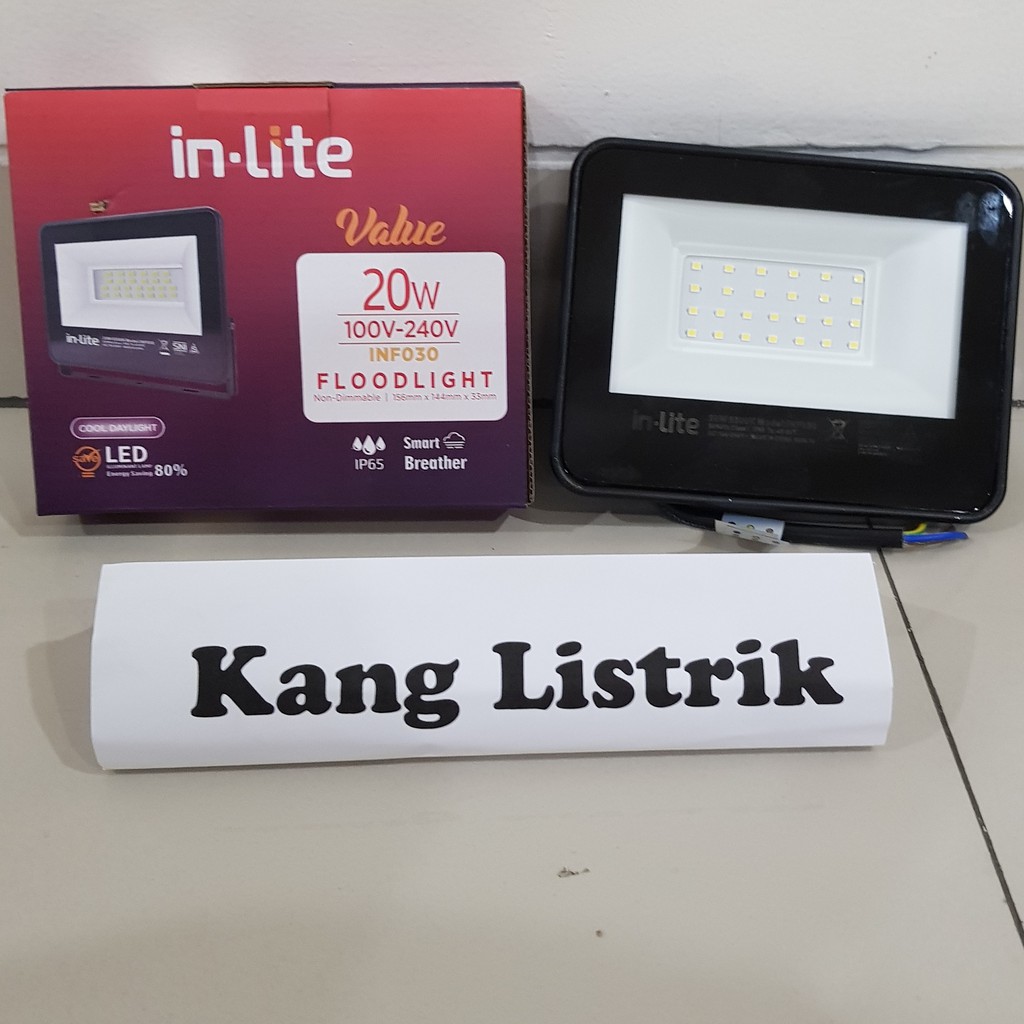 in·lite
Value
20W
100V-240V
INF030
FLOODLIGHT
Non-Dimmable | 156mm x 144mm x 33mm
in-lite
COOL DAYLIGHT
save
LED
Energy Saving 80%
IP65
Smart
Breather
in-lite
Kang Listrik